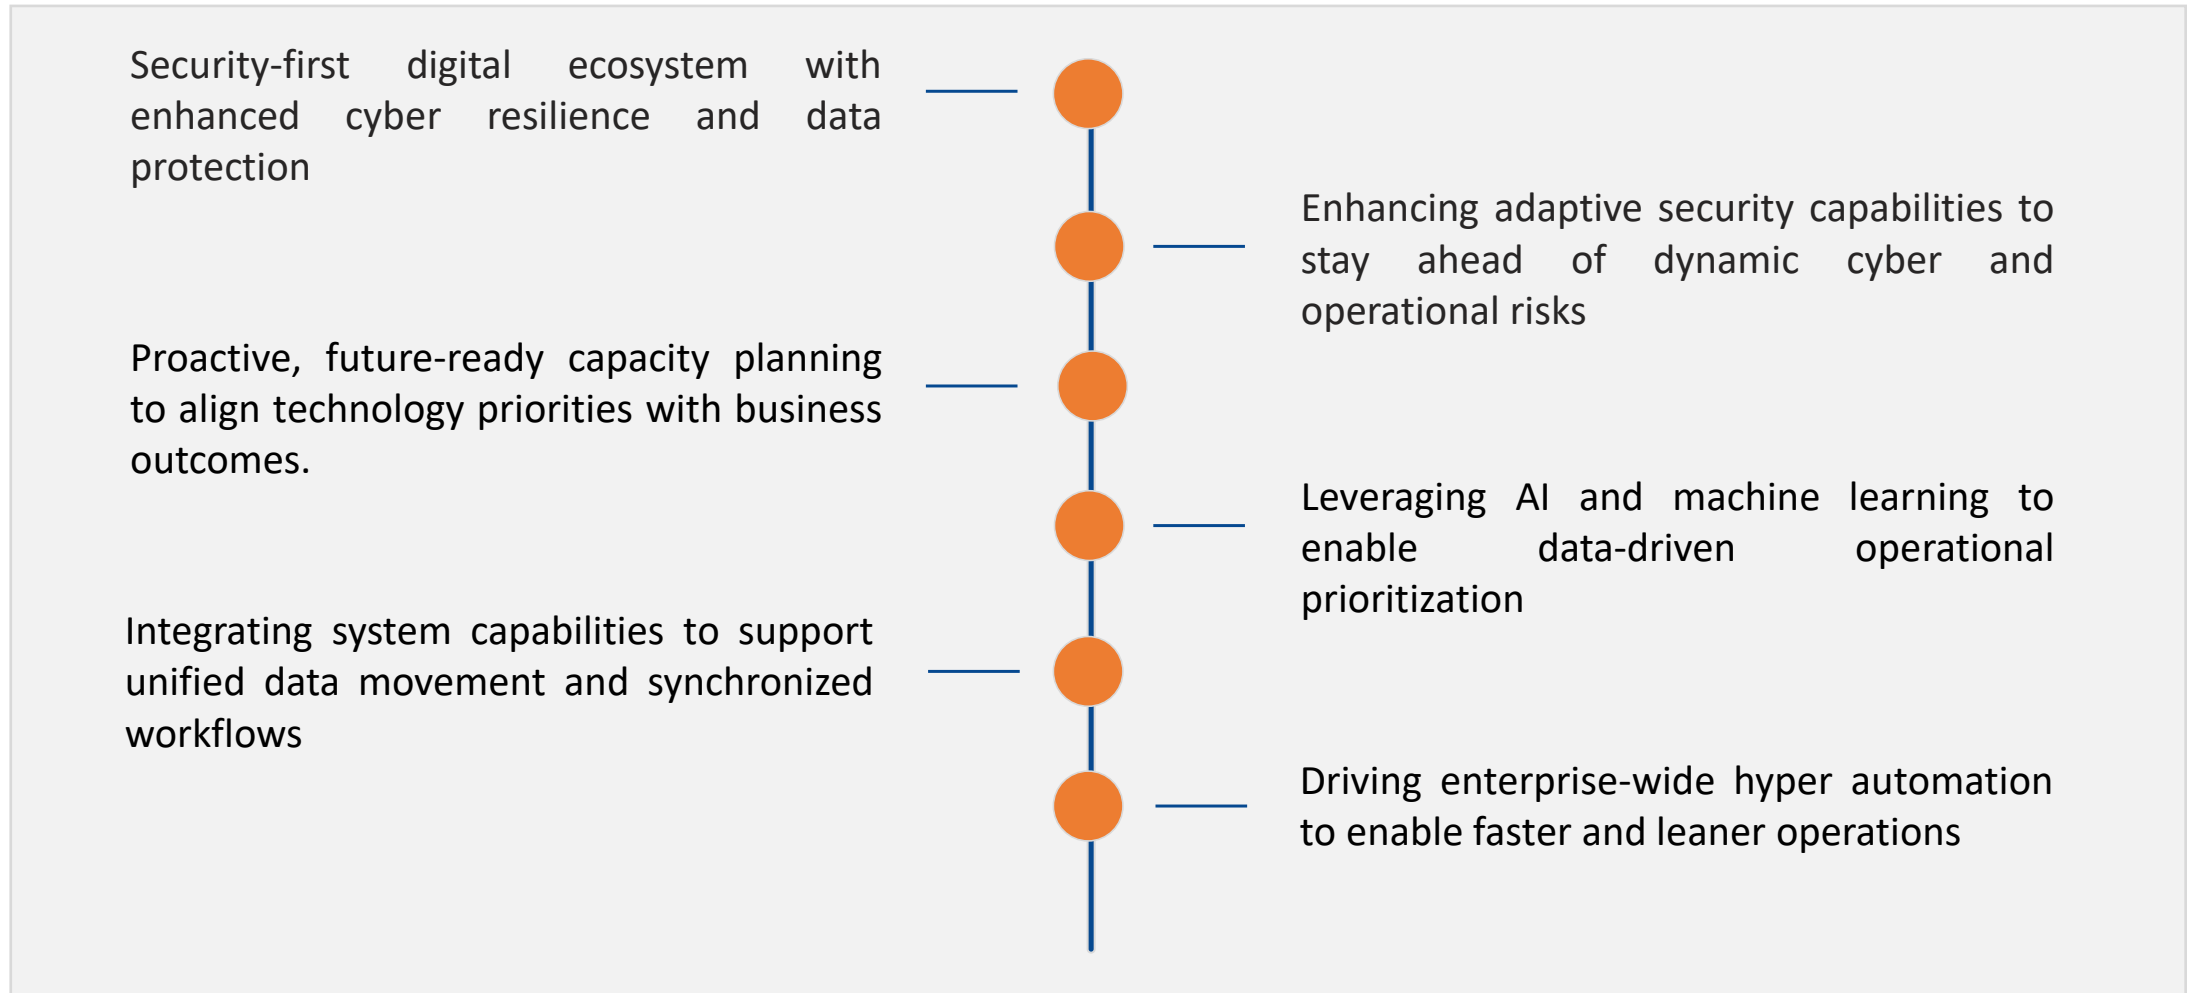 Security-first digital ecosystem with
enhanced cyber resilience and data
protection
Enhancing adaptive security capabilities to
stay ahead of dynamic cyber and
operational risks
Proactive, future-ready capacity planning
to align technology priorities with business
outcomes.
Leveraging AI and machine learning to
enable data-driven operational
prioritization
Integrating system capabilities to support
unified data movement and synchronized
workflows
Driving enterprise-wide hyper automation
to enable faster and leaner operations